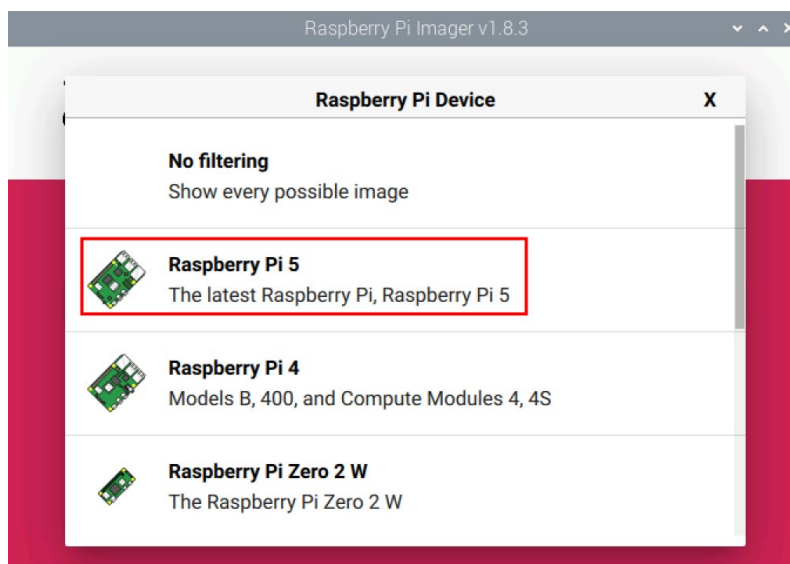 Raspberry Pi Imager v1.8.3
Raspberry Pi Device
X
No filtering
Show every possible image
Raspberry Pi 5
The latest Raspberry Pi, Raspberry Pi 5
Raspberry Pi 4
Models B, 400, and Compute Modules 4, 4S
Raspberry Pi Zero 2 W
The Raspberry Pi Zero 2 W